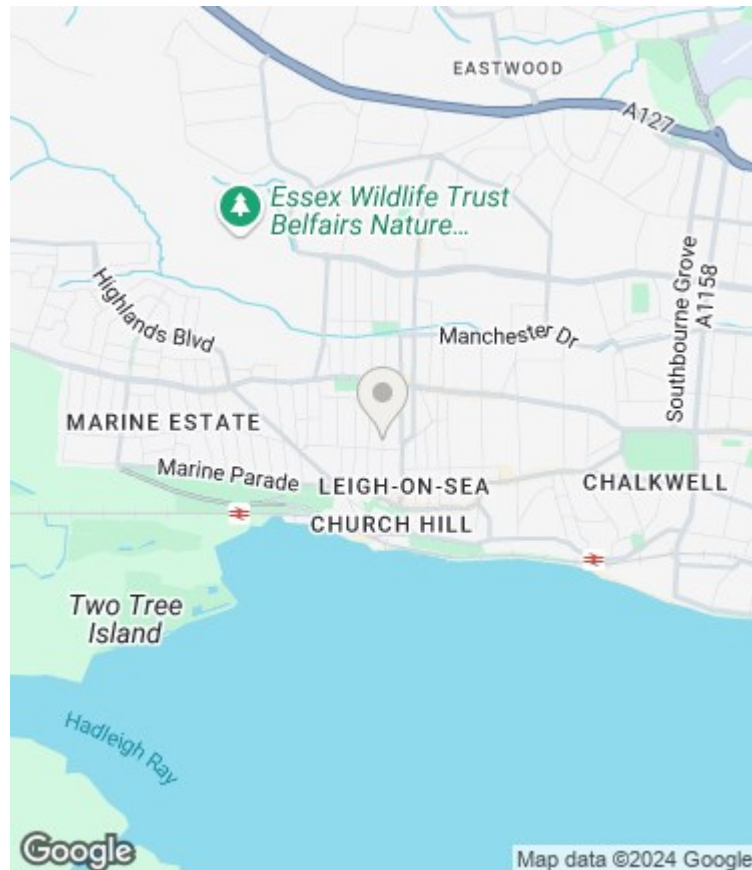 EASTWOOD
A127
Essex Wildlife Trust
Belfairs Nature...
Southbourne Grove
A1158
Highlands Blvd
Manchester Dr
MARINE ESTATE
Marine Parade
LEIGH-ON-SEA
CHALKWELL
CHURCH HILL
Two Tree
Island
Hadleigh Ray
Google
Map data ©2024 Google